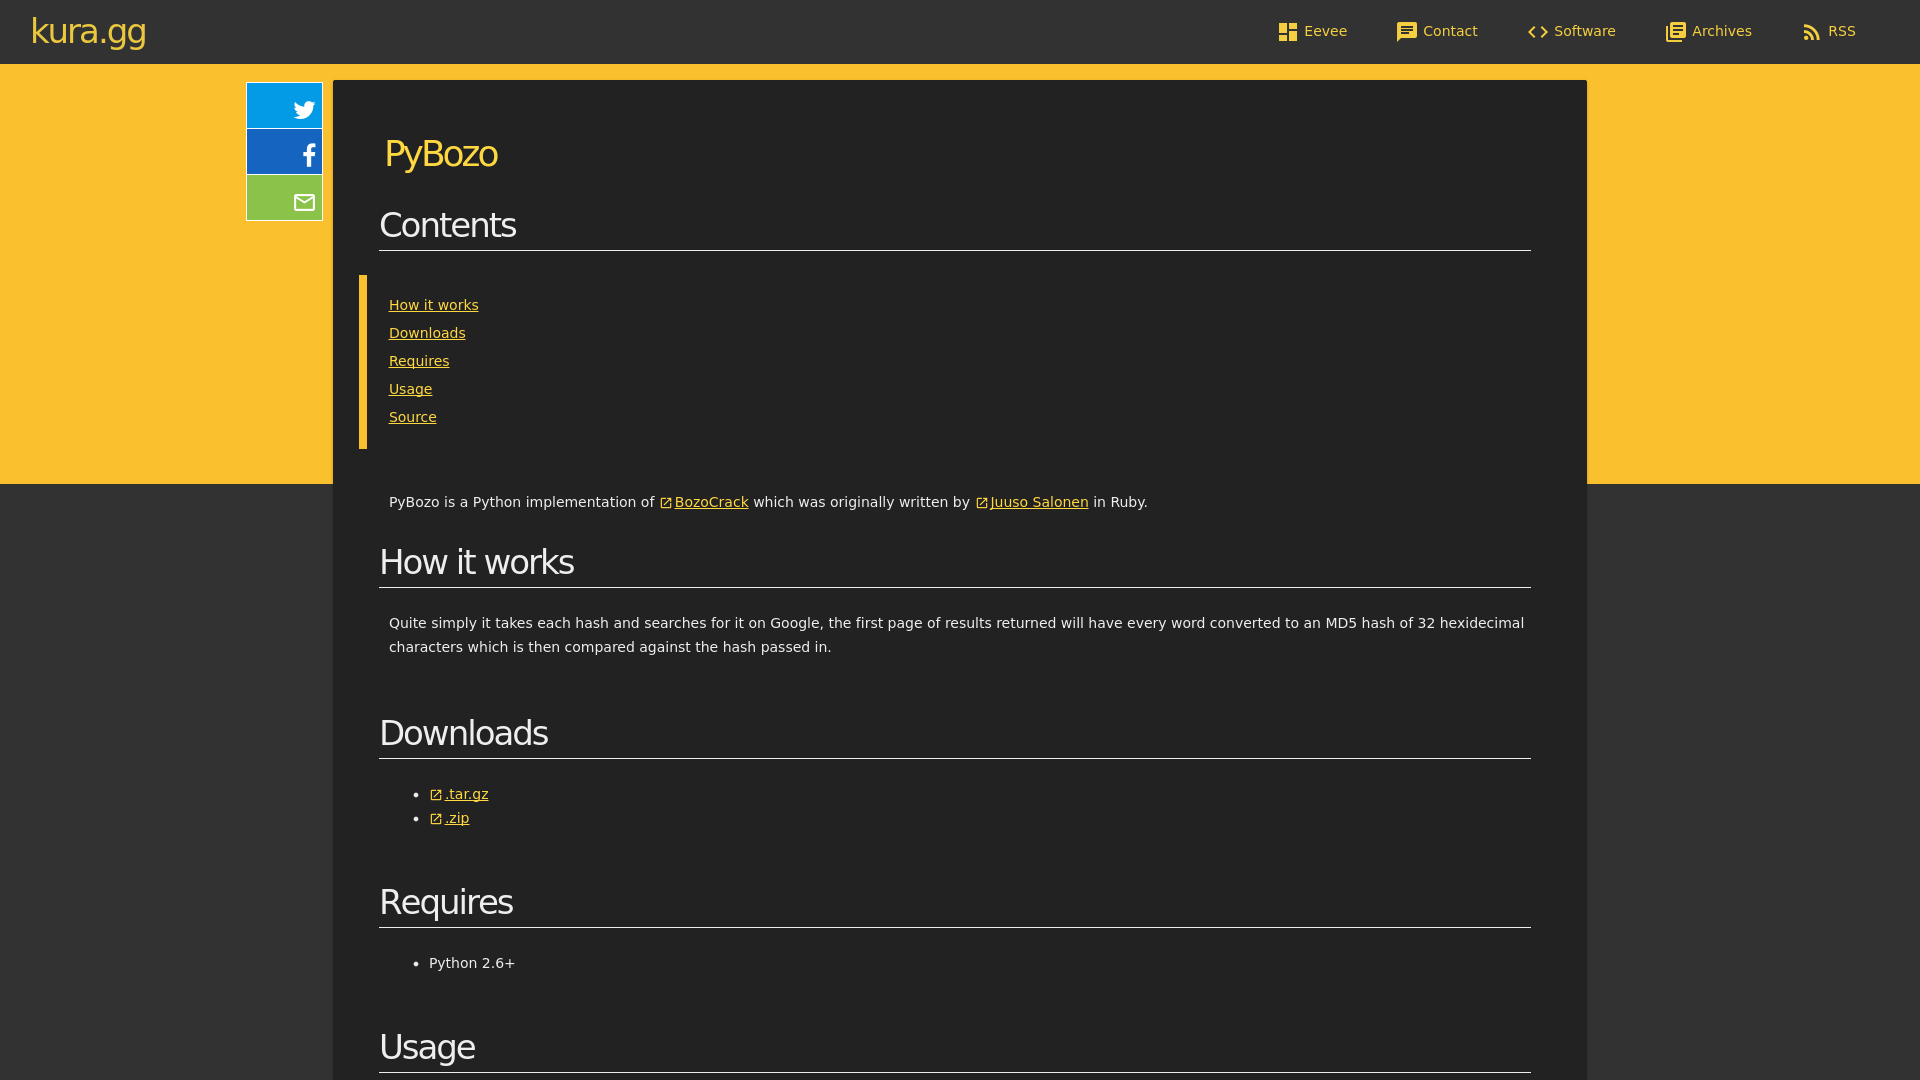 kura.gg
Eevee
Contact
Software
Archives
RSS
PyBozo
Contents
How it works
Downloads
Requires
Usage
Source
PyBozo is a Python implementation of BozoCrack which was originally written by Juuso Salonen in Ruby.
How it works
Quite simply it takes each hash and searches for it on Google, the first page of results returned will have every word converted to an MD5 hash of 32 hexidecimal
characters which is then compared against the hash passed in.
Downloads
.tar.gz
.zip
Requires
Python 2.6+
Usage